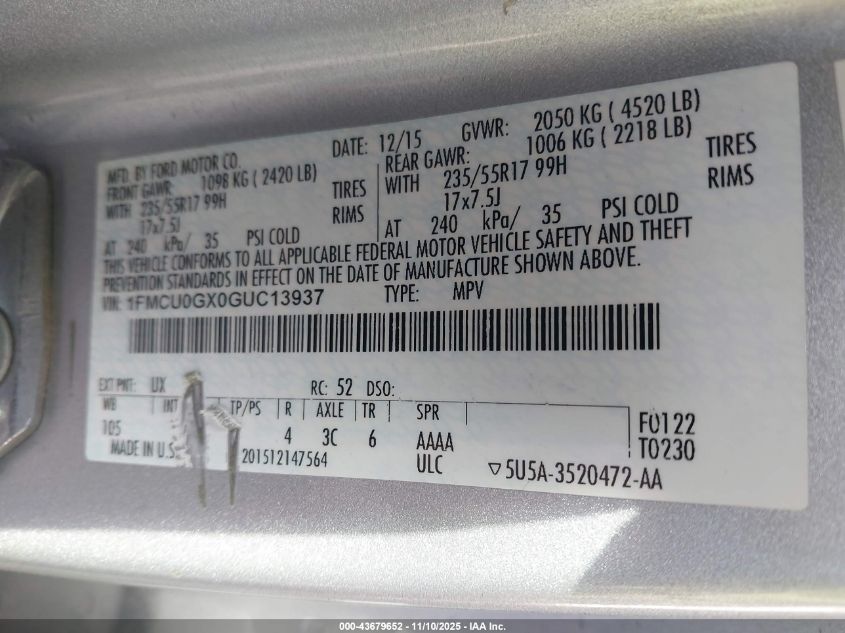 MFD. BY FORD MOTOR CO. DATE: 12/15 GVWR: 2050 KG ( 4520 LB)
FRONT GAWR: 1098 KG ( 2420 LB) REAR GAWR: 1006 KG ( 2218 LB)
WITH 235/55R17 99H TIRES WITH 235/55R17 99H TIRES
17x7.5J RIMS 17x7.5J RIMS
AT 240 kPa/ 35 PSI COLD AT 240 kPa/ 35 PSI COLD
THIS VEHICLE CONFORMS TO ALL APPLICABLE FEDERAL MOTOR VEHICLE SAFETY AND THEFT
PREVENTION STANDARDS IN EFFECT ON THE DATE OF MANUFACTURE SHOWN ABOVE.
VIN: 1FMCU0GX0GUC13937 TYPE: MPV
EXT PNT: UX RC: 52 DSO:
WB INT TP/PS R AXLE TR SPR
105 4 3C 6 AAAA F0122
MADE IN U.S. 201512147564 ULC T0230
▽5U5A-3520472-AA
000-43679652 — 11/10/2025 — IAA Inc.